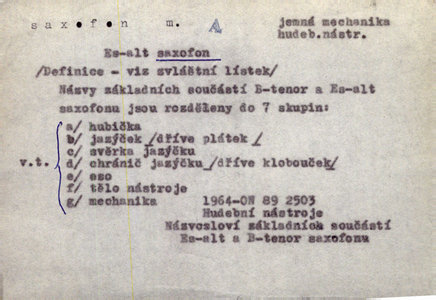 saxofon m. A jemná mechanika
hudeb.nástr.
Es-alt saxofon
/Definice - viz zvláštní lístek/
Názvy základních součástí B-tenor a Es-alt
saxofonu jsou rozděleny do 7 skupin:
a/ hubička
b/ jazýček /dříve plátek /
c/ svěrka jazýčku
v.t. d/ chránič jazýčku /dříve klobouček/
e/ eso
f/ tělo nástroje
g/ mechanika 1964-ON 89 2503
Hudební nástroje
Názvosloví základních součástí
Es-alt a B-tenor saxofonu